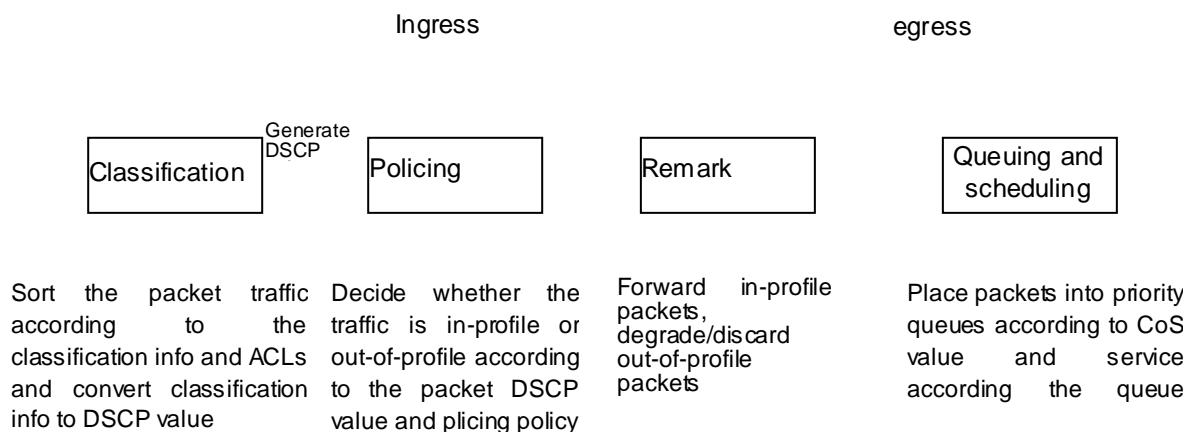 Ingress
egress
Classification
Generate
DSCP
Policing
Remark
Queuing and
scheduling
Sort the packet traffic
according to the
classification info and ACLs
and convert classification
info to DSCP value
Decide whether the
traffic is in-profile or
out-of-profile according
to the packet DSCP
value and plicing policy
Forward in-profile
packets,
degrade/discard
out-of-profile
packets
Place packets into priority
queues according to CoS
value and service
according the queue